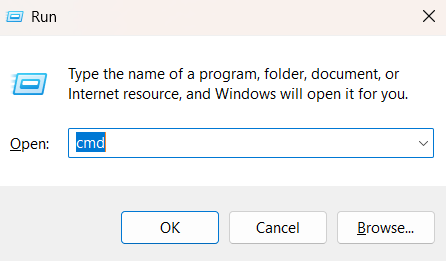 Run
Type the name of a program, folder, document, or
Internet resource, and Windows will open it for you.
Open: cmd
OK Cancel Browse...